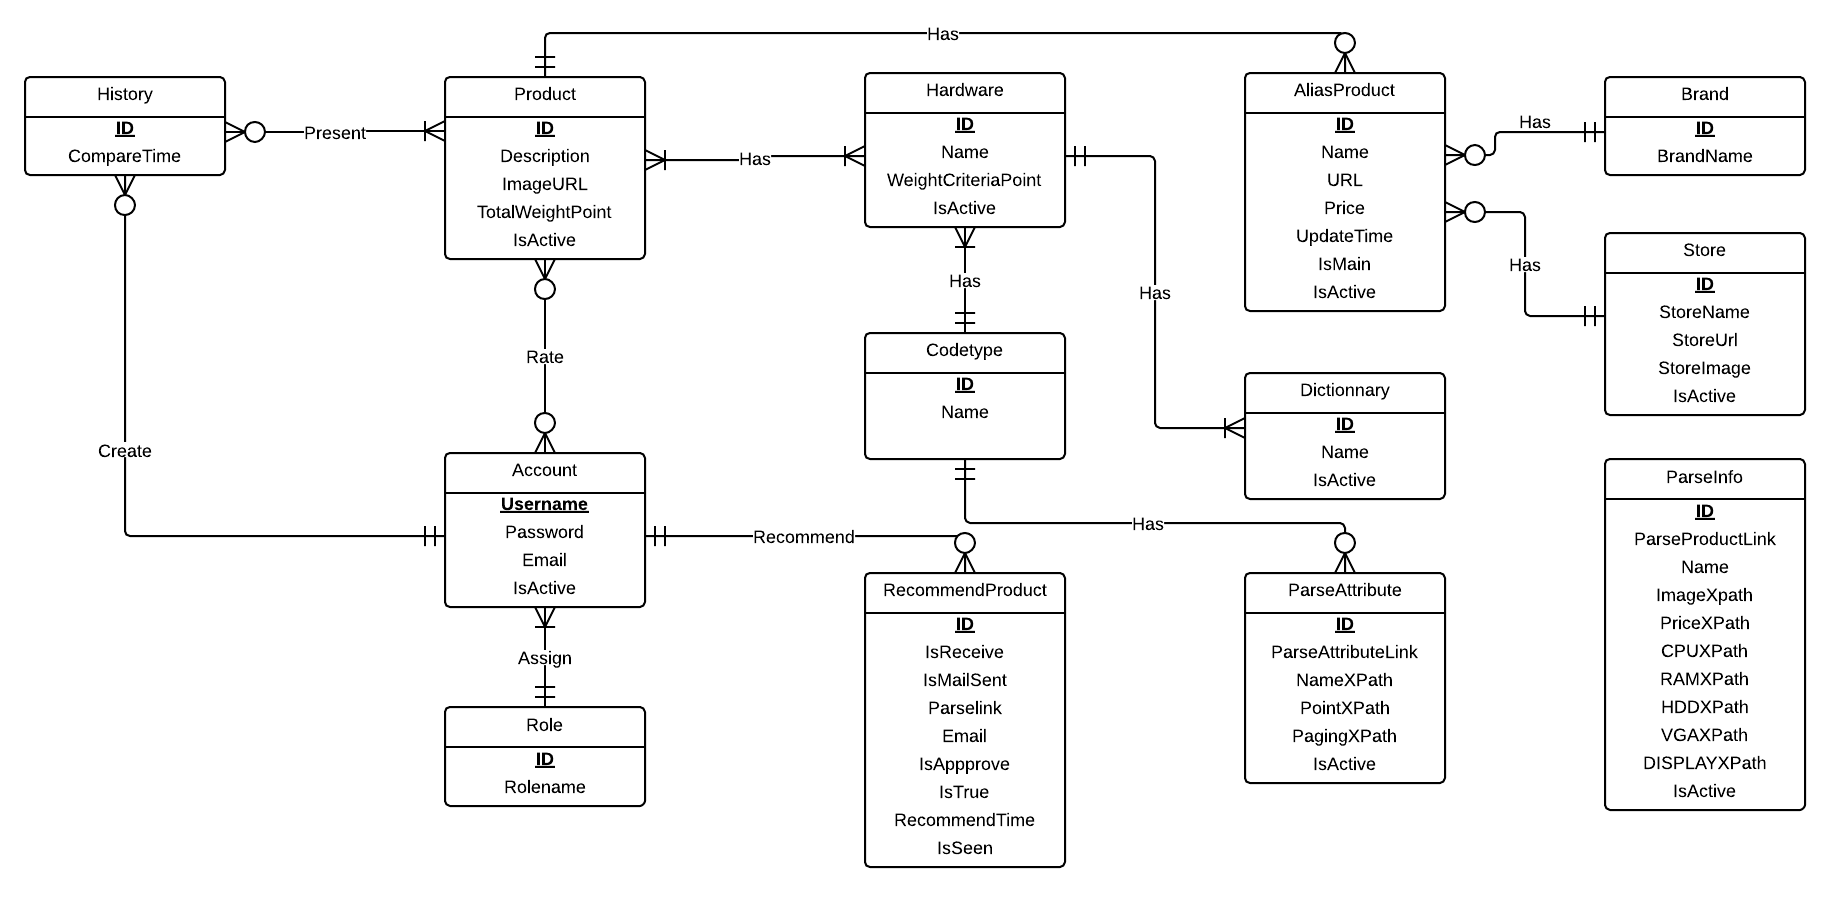 Has
History
ID
CompareTime
Present
Product
ID
Description
ImageURL
TotalWeightPoint
IsActive
Has
Hardware
ID
Name
WeightCriteriaPoint
IsActive
AliasProduct
ID
Name
URL
Price
UpdateTime
IsMain
IsActive
Has
Brand
ID
BrandName
Has
Store
ID
StoreName
StoreUrl
StoreImage
IsActive
Has
Has
Rate
Codetype
ID
Name
Dictionnary
ID
Name
IsActive
Create
Account
Username
Password
Email
IsActive
Recommend
Has
Assign
Role
ID
Rolename
RecommendProduct
ID
IsReceive
IsMailSent
Parselink
Email
IsAppprove
IsTrue
RecommendTime
IsSeen
ParseAttribute
ID
ParseAttributeLink
NameXPath
PointXPath
PagingXPath
IsActive
ParseInfo
ID
ParseProductLink
Name
ImageXpath
PriceXPath
CPUXPath
RAMXPath
HDDXPath
VGAXPath
DISPLAYXPath
IsActive